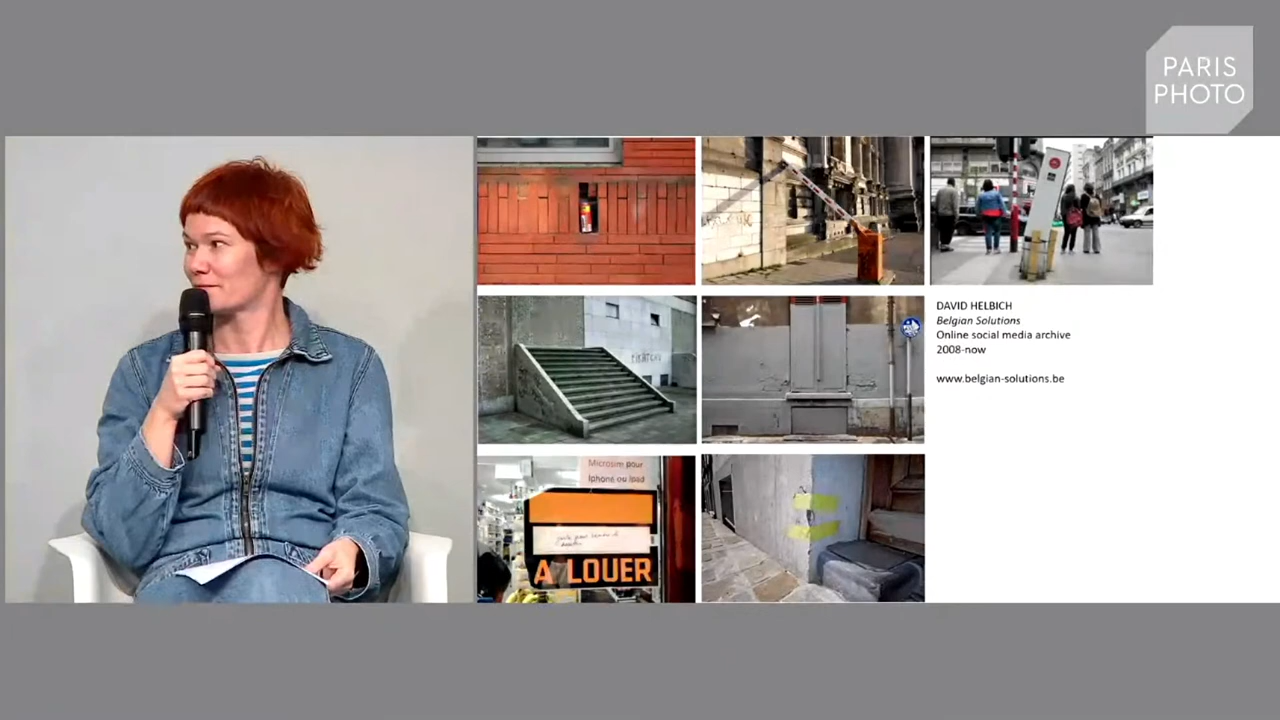 PARIS
PHOTO
DAVID HELBICH
Belgian Solutions
Online social media archive
2008-now
www.belgian-solutions.be
Microsim pour
Iphone ou Ipad
A LOUER